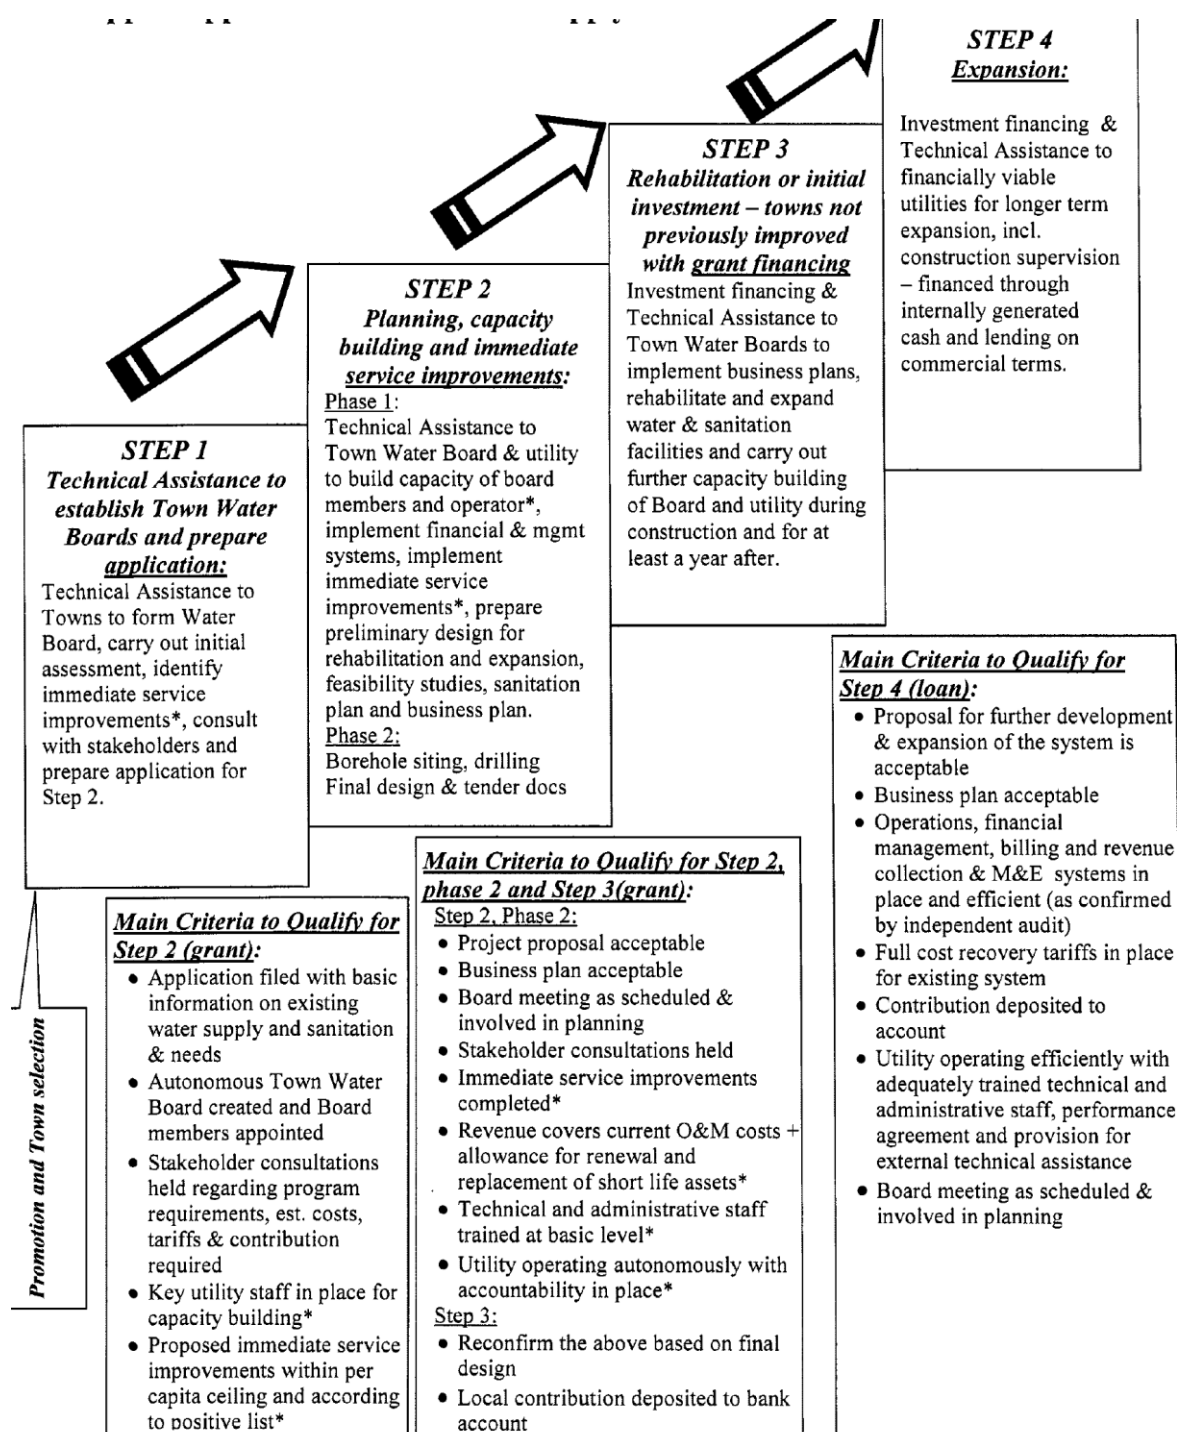 STEP 1
Technical Assistance to
establish Town Water
Boards and prepare
application:
Technical Assistance to
Towns to form Water
Board, carry out initial
assessment, identify
immediate service
improvements*, consult
with stakeholders and
prepare application for
Step 2.
STEP 2
Planning, capacity
building and immediate
service improvements:
Phase 1:
Technical Assistance to
Town Water Board & utility
to build capacity of board
members and operator*,
implement financial & mgmt
systems, implement
immediate service
improvements*, prepare
preliminary design for
rehabilitation and expansion,
feasibility studies, sanitation
plan and business plan.
Phase 2:
Borehole siting, drilling
Final design & tender docs
STEP 3
Rehabilitation or initial
investment – towns not
previously improved
with grant financing
Investment financing &
Technical Assistance to
Town Water Boards to
implement business plans,
rehabilitate and expand
water & sanitation
facilities and carry out
further capacity building
of Board and utility during
construction and for at
least a year after.
STEP 4
Expansion:
Investment financing &
Technical Assistance to
financially viable
utilities for longer term
expansion, incl.
construction supervision
– financed through
internally generated
cash and lending on
commercial terms.
Promotion and Town selection
Main Criteria to Qualify for
Step 2 (grant):
• Application filed with basic
information on existing
water supply and sanitation
& needs
• Autonomous Town Water
Board created and Board
members appointed
• Stakeholder consultations
held regarding program
requirements, est. costs,
tariffs & contribution
required
• Key utility staff in place for
capacity building*
• Proposed immediate service
improvements within per
capita ceiling and according
to positive list*
Main Criteria to Qualify for Step 2,
phase 2 and Step 3(grant):
Step 2, Phase 2:
• Project proposal acceptable
• Business plan acceptable
• Board meeting as scheduled &
involved in planning
• Stakeholder consultations held
• Immediate service improvements
completed*
• Revenue covers current O&M costs +
allowance for renewal and
replacement of short life assets*
• Technical and administrative staff
trained at basic level*
• Utility operating autonomously with
accountability in place*
Step 3:
• Reconfirm the above based on final
design
• Local contribution deposited to bank
account
Main Criteria to Qualify for
Step 4 (loan):
• Proposal for further development
& expansion of the system is
acceptable
• Business plan acceptable
• Operations, financial
management, billing and revenue
collection & M&E systems in
place and efficient (as confirmed
by independent audit)
• Full cost recovery tariffs in place
for existing system
• Contribution deposited to
account
• Utility operating efficiently with
adequately trained technical and
administrative staff, performance
agreement and provision for
external technical assistance
• Board meeting as scheduled &
involved in planning